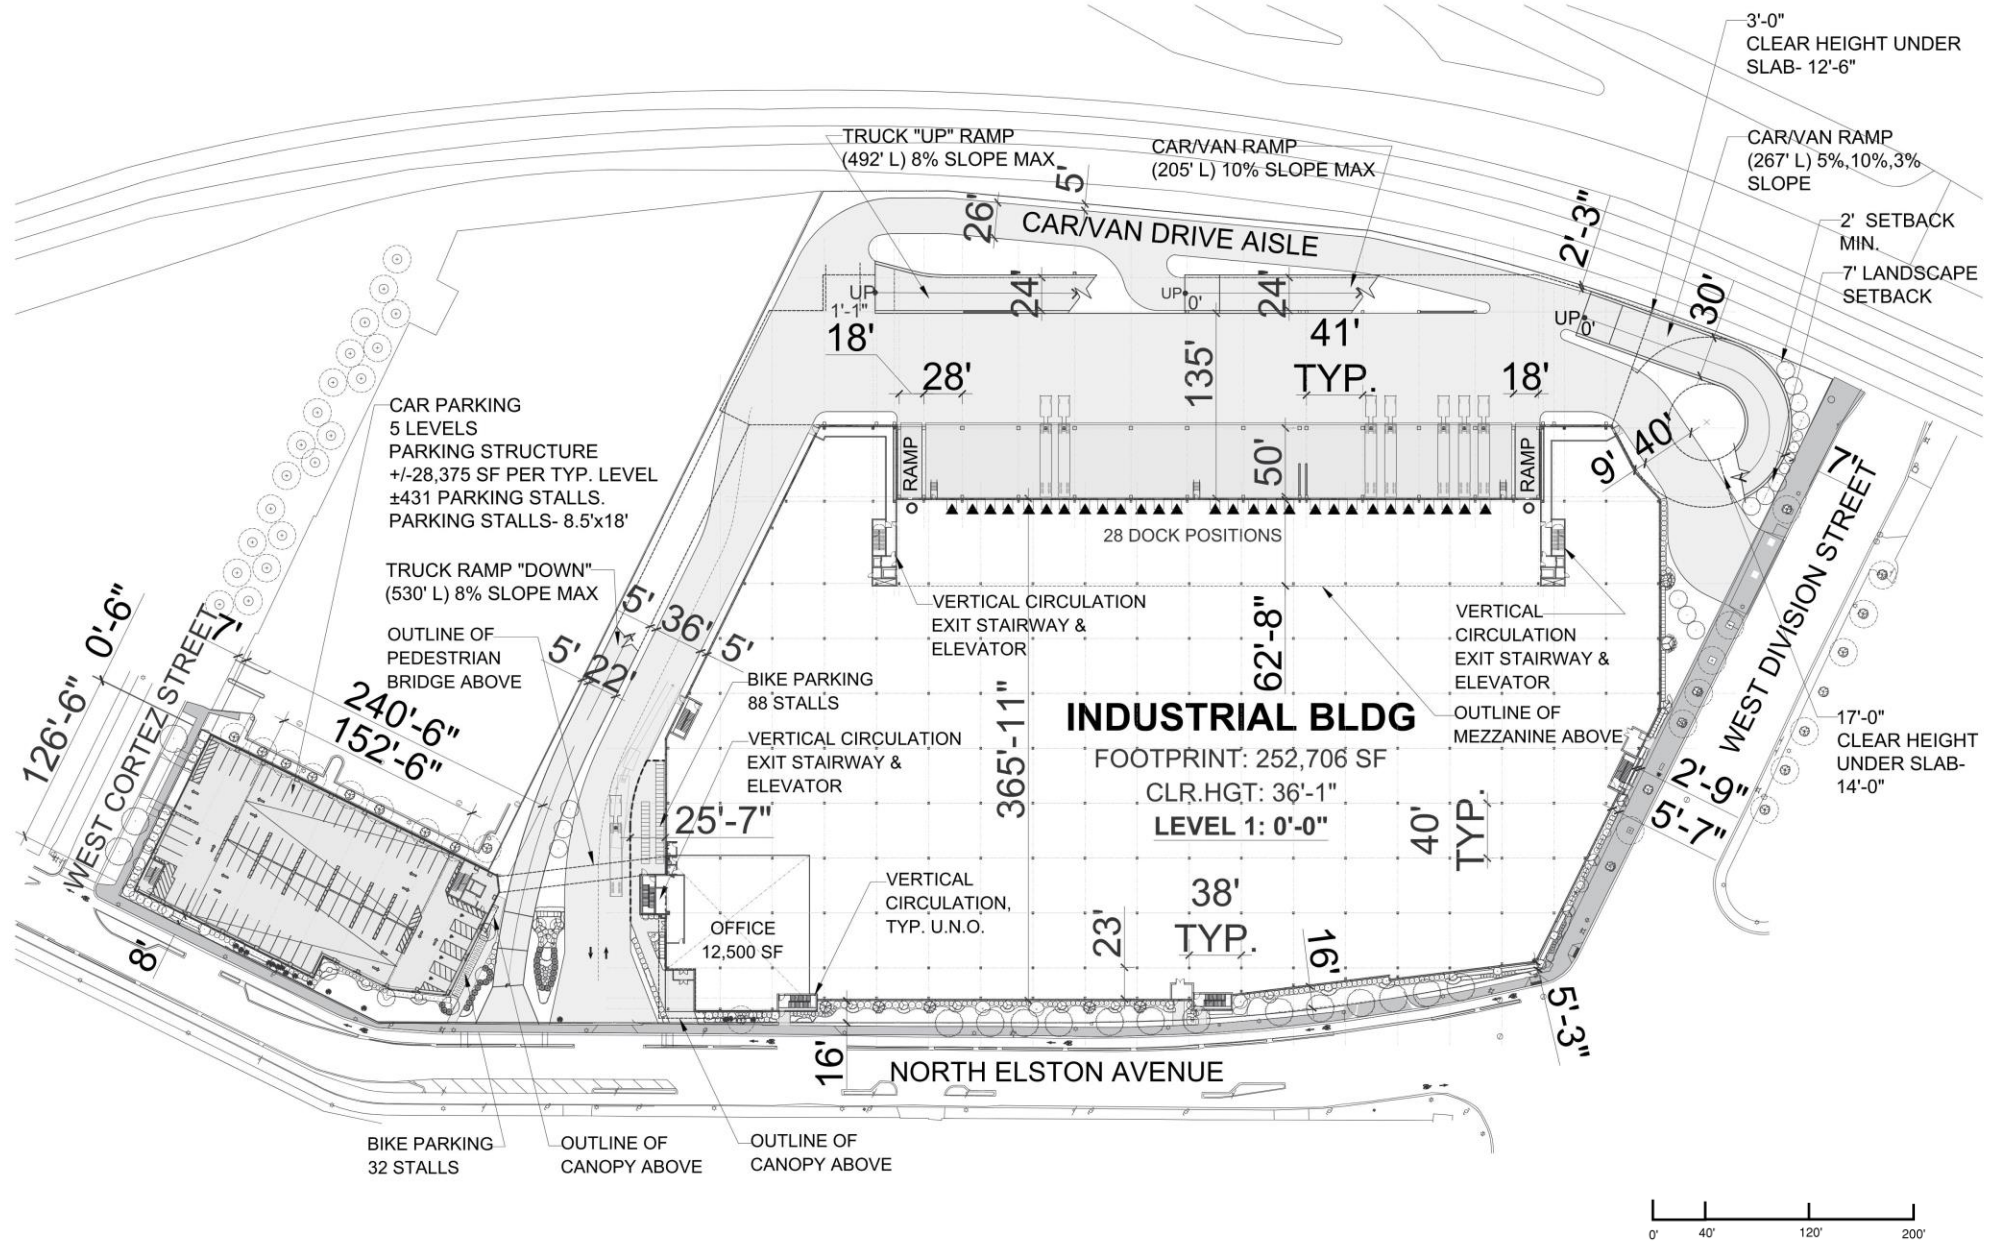 3'-0"
CLEAR HEIGHT UNDER
SLAB- 12'-6"
TRUCK "UP" RAMP
(492' L) 8% SLOPE MAX
CAR/VAN RAMP
(205' L) 10% SLOPE MAX
CAR/VAN RAMP
(267' L) 5%,10%,3%
SLOPE
5'
26'
CAR/VAN DRIVE AISLE
2'-3"
2' SETBACK
MIN.
7' LANDSCAPE
SETBACK
UP
1'-1"
24'
UP
0'
24'
UP
0'
30'
18'
28'
135'
41'
TYP.
18'
CAR PARKING
5 LEVELS
PARKING STRUCTURE
+/-28,375 SF PER TYP. LEVEL
±431 PARKING STALLS.
PARKING STALLS- 8.5'x18'
RAMP
50'
RAMP
9'
40'
7'
28 DOCK POSITIONS
TRUCK RAMP "DOWN"
(530' L) 8% SLOPE MAX
5'
36'
5'
5'
22'
OUTLINE OF
PEDESTRIAN
BRIDGE ABOVE
VERTICAL CIRCULATION
EXIT STAIRWAY &
ELEVATOR
62'-8"
VERTICAL
CIRCULATION
EXIT STAIRWAY &
ELEVATOR
WEST DIVISION STREET
0'-6"
7'
126'-6"
WEST CORTEZ STREET
240'-6"
152'-6"
BIKE PARKING
88 STALLS
VERTICAL CIRCULATION
EXIT STAIRWAY &
ELEVATOR
25'-7"
365'-11"
INDUSTRIAL BLDG
FOOTPRINT: 252,706 SF
CLR.HGT: 36'-1"
LEVEL 1: 0'-0"
OUTLINE OF
MEZZANINE ABOVE
17'-0"
CLEAR HEIGHT
UNDER SLAB-
14'-0"
2'-9"
5'-7"
40'
TYP.
38'
TYP.
23'
16'
VERTICAL
CIRCULATION,
TYP. U.N.O.
OFFICE
12,500 SF
8'
5'-3"
16'
NORTH ELSTON AVENUE
BIKE PARKING
32 STALLS
OUTLINE OF
CANOPY ABOVE
OUTLINE OF
CANOPY ABOVE
0'
40'
120'
200'